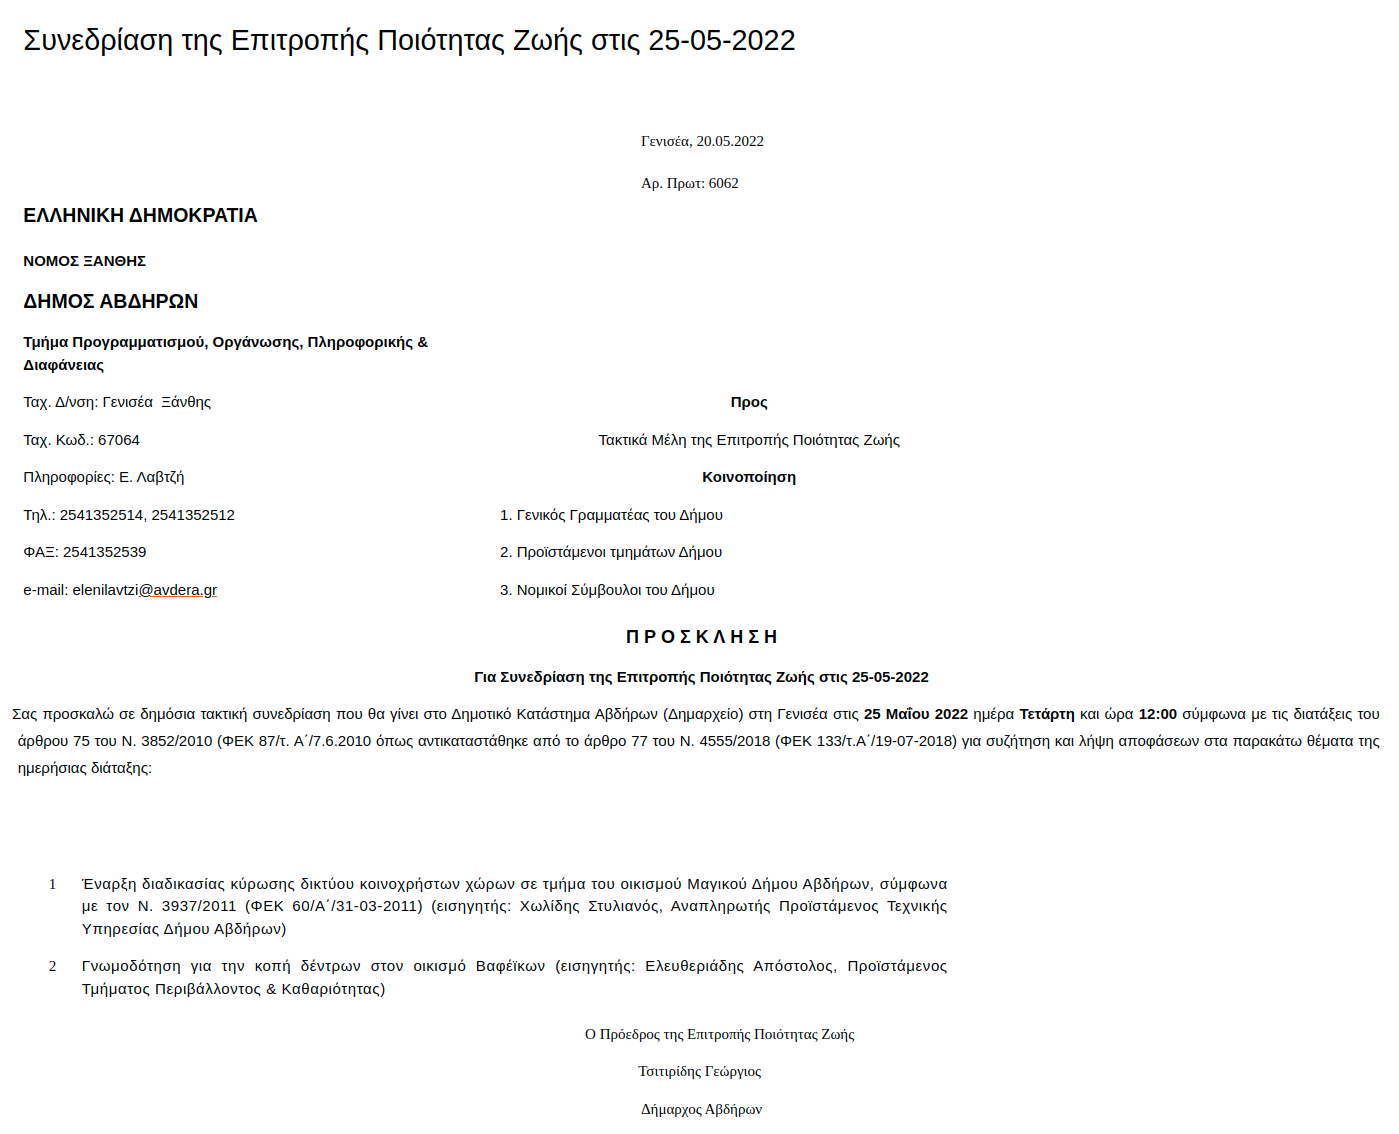 Συνεδρίαση της Επιτροπής Ποιότητας Ζωής στις 25-05-2022
Γενισέα, 20.05.2022
Αρ. Πρωτ: 6062
ΕΛΛΗΝΙΚΗ ΔΗΜΟΚΡΑΤΙΑ
ΝΟΜΟΣ ΞΑΝΘΗΣ
ΔΗΜΟΣ ΑΒΔΗΡΩΝ
Τμήμα Προγραμματισμού, Οργάνωσης, Πληροφορικής &
Διαφάνειας
Ταχ. Δ/νση: Γενισέα  Ξάνθης
Ταχ. Κωδ.: 67064
Πληροφορίες: Ε. Λαβτζή
Τηλ.: 2541352514, 2541352512
ΦΑΞ: 2541352539
e-mail: elenilavtzi@avdera.gr
Προς
Τακτικά Μέλη της Επιτροπής Ποιότητας Ζωής
Κοινοποίηση
1. Γενικός Γραμματέας του Δήμου
2. Προϊστάμενοι τμημάτων Δήμου
3. Νομικοί Σύμβουλοι του Δήμου
Π Ρ Ο Σ Κ Λ Η Σ Η
Για Συνεδρίαση της Επιτροπής Ποιότητας Ζωής στις 25-05-2022
Σας προσκαλώ σε δημόσια τακτική συνεδρίαση που θα γίνει στο Δημοτικό Κατάστημα Αβδήρων (Δημαρχείο) στη Γενισέα στις 25 Μαΐου 2022 ημέρα Τετάρτη και ώρα 12:00 σύμφωνα με τις διατάξεις του
άρθρου 75 του Ν. 3852/2010 (ΦΕΚ 87/τ. Α΄/7.6.2010 όπως αντικαταστάθηκε από το άρθρο 77 του Ν. 4555/2018 (ΦΕΚ 133/τ.Α΄/19-07-2018) για συζήτηση και λήψη αποφάσεων στα παρακάτω θέματα της
ημερήσιας διάταξης:
1 Έναρξη διαδικασίας κύρωσης δικτύου κοινοχρήστων χώρων σε τμήμα του οικισμού Μαγικού Δήμου Αβδήρων, σύμφωνα
με τον Ν. 3937/2011 (ΦΕΚ 60/Α΄/31-03-2011) (εισηγητής: Χωλίδης Στυλιανός, Αναπληρωτής Προϊστάμενος Τεχνικής
Υπηρεσίας Δήμου Αβδήρων)
2 Γνωμοδότηση για την κοπή δέντρων στον οικισμό Βαφέϊκων (εισηγητής: Ελευθεριάδης Απόστολος, Προϊστάμενος
Τμήματος Περιβάλλοντος & Καθαριότητας)
Ο Πρόεδρος της Επιτροπής Ποιότητας Ζωής
Τσιτιρίδης Γεώργιος
Δήμαρχος Αβδήρων